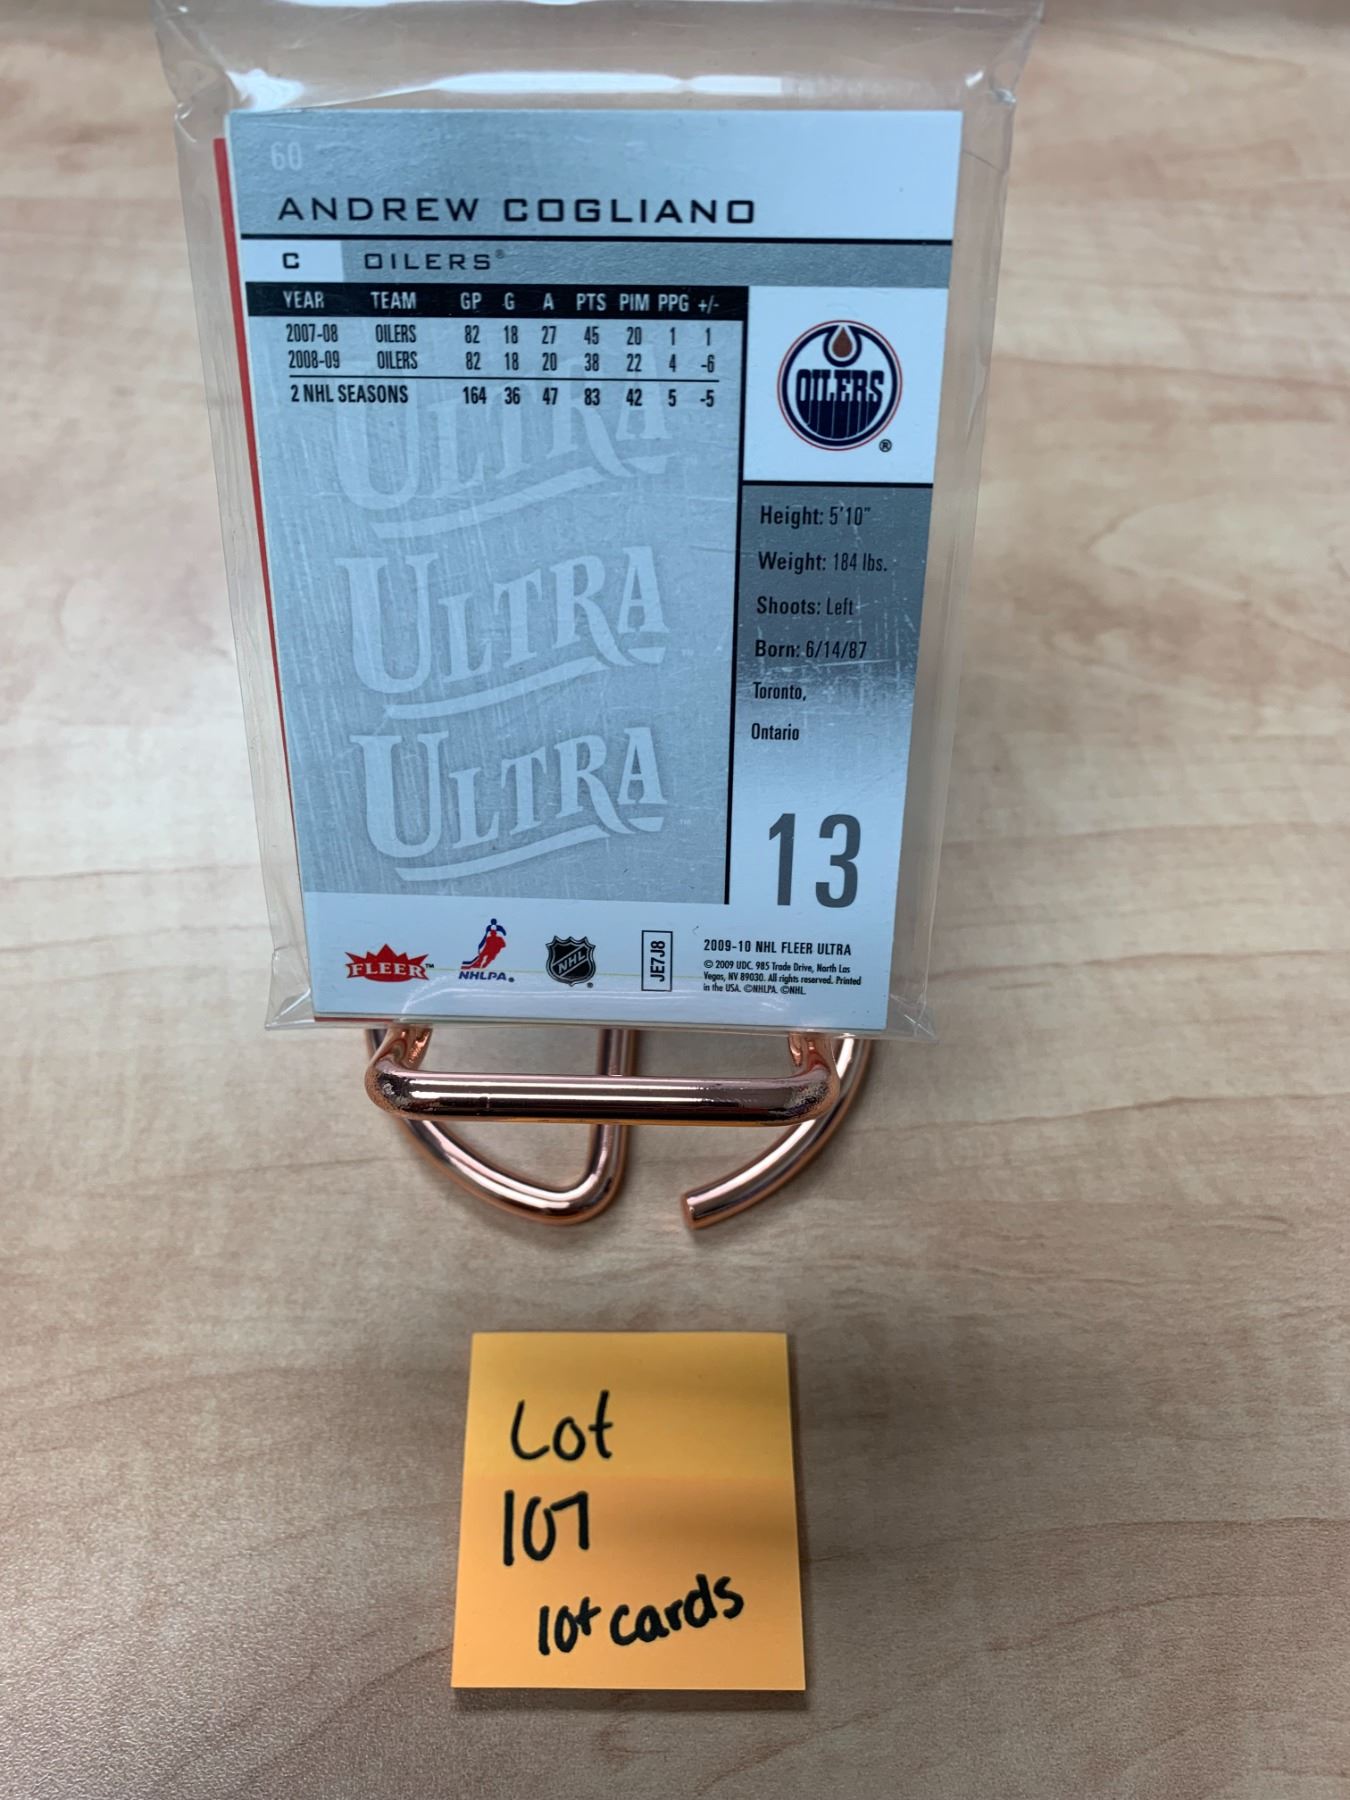 60
ANDREW COGLIANO
C OILERS®
YEAR TEAM GP G A PTS PIM PPG +/-
2007-08 OILERS 82 18 27 45 20 1 1
2008-09 OILERS 82 18 20 38 22 4 -6
2 NHL SEASONS 164 36 47 83 42 5 -5
OILERS
®
ULTRA
ULTRA
ULTRA
Height: 5'10"
Weight: 184 lbs.
Shoots: Left
Born: 6/14/87
Toronto,
Ontario
13
FLEER™
NHLPA®
NHL®
JE7J8
2009-10 NHL FLEER ULTRA
© 2009 UDC. 985 Trade Drive, North Las
Vegas, NV 89030. All rights reserved. Printed
in the USA. ©NHLPA. ©NHL.
Lot
107
10+ cards